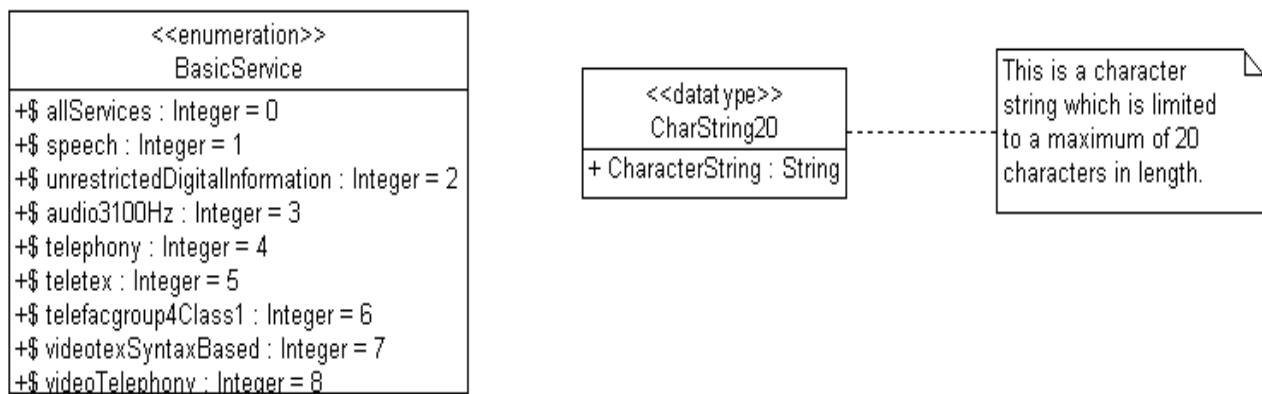 <<enumeration>>
BasicService
+$ allServices : Integer = 0
+$ speech : Integer = 1
+$ unrestrictedDigitalInformation : Integer = 2
+$ audio3100Hz : Integer = 3
+$ telephony : Integer = 4
+$ teletex : Integer = 5
+$ telefacgroup4Class1 : Integer = 6
+$ videotexSyntaxBased : Integer = 7
+$ videoTelephony : Integer = 8
<<datatype>>
CharString20
+ CharacterString : String
This is a character
string which is limited
to a maximum of 20
characters in length.